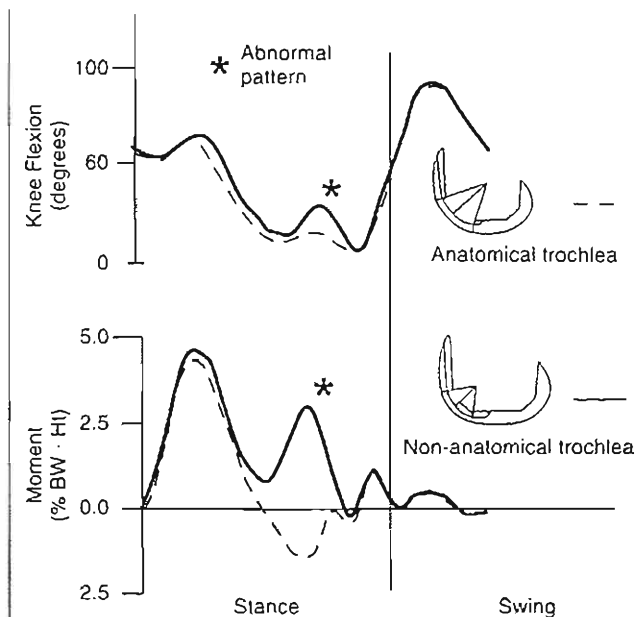 Abnormal
pattern
100
60
0
Knee Flexion
(degrees)
Anatomical trochlea
5.0
2.5
0.0
2.5
Moment
(% BW · Ht)
Non-anatomical trochlea
Stance
Swing